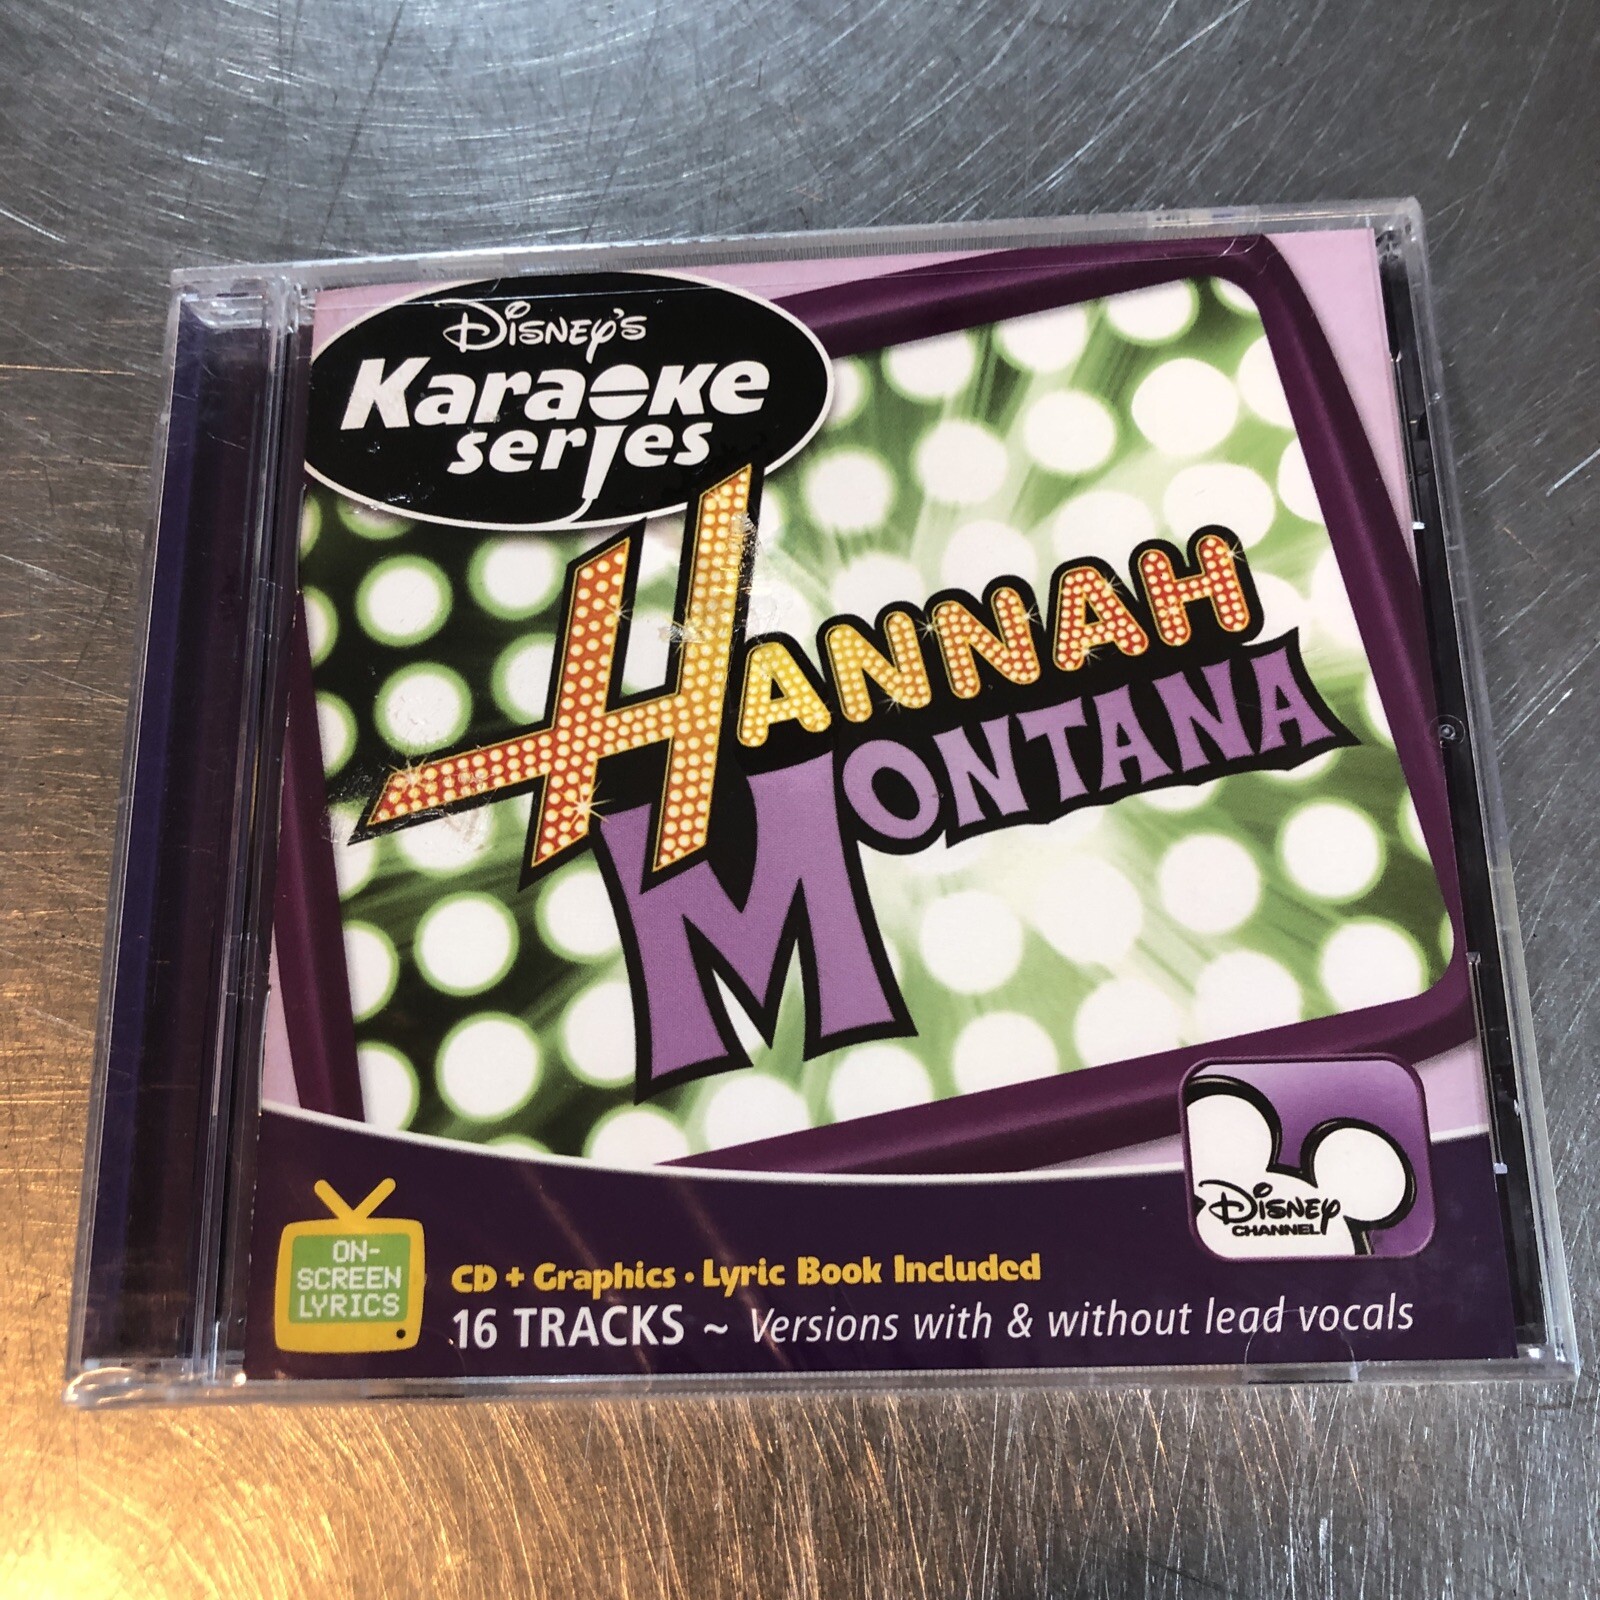 Disney's
Karaoke
series
HANNAH
MONTANA
Disney
CHANNEL
ON-
SCREEN
LYRICS
CD + Graphics • Lyric Book Included
16 TRACKS ~ Versions with & without lead vocals